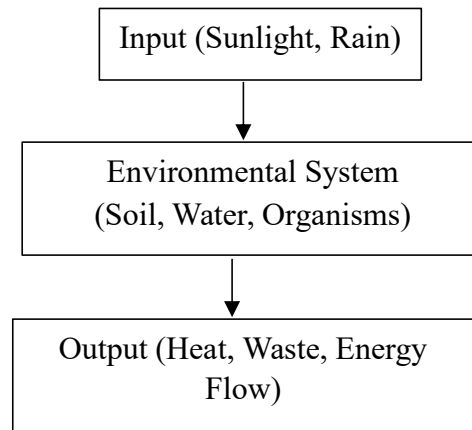 Input (Sunlight, Rain)
Environmental System
(Soil, Water, Organisms)
Output (Heat, Waste, Energy
Flow)